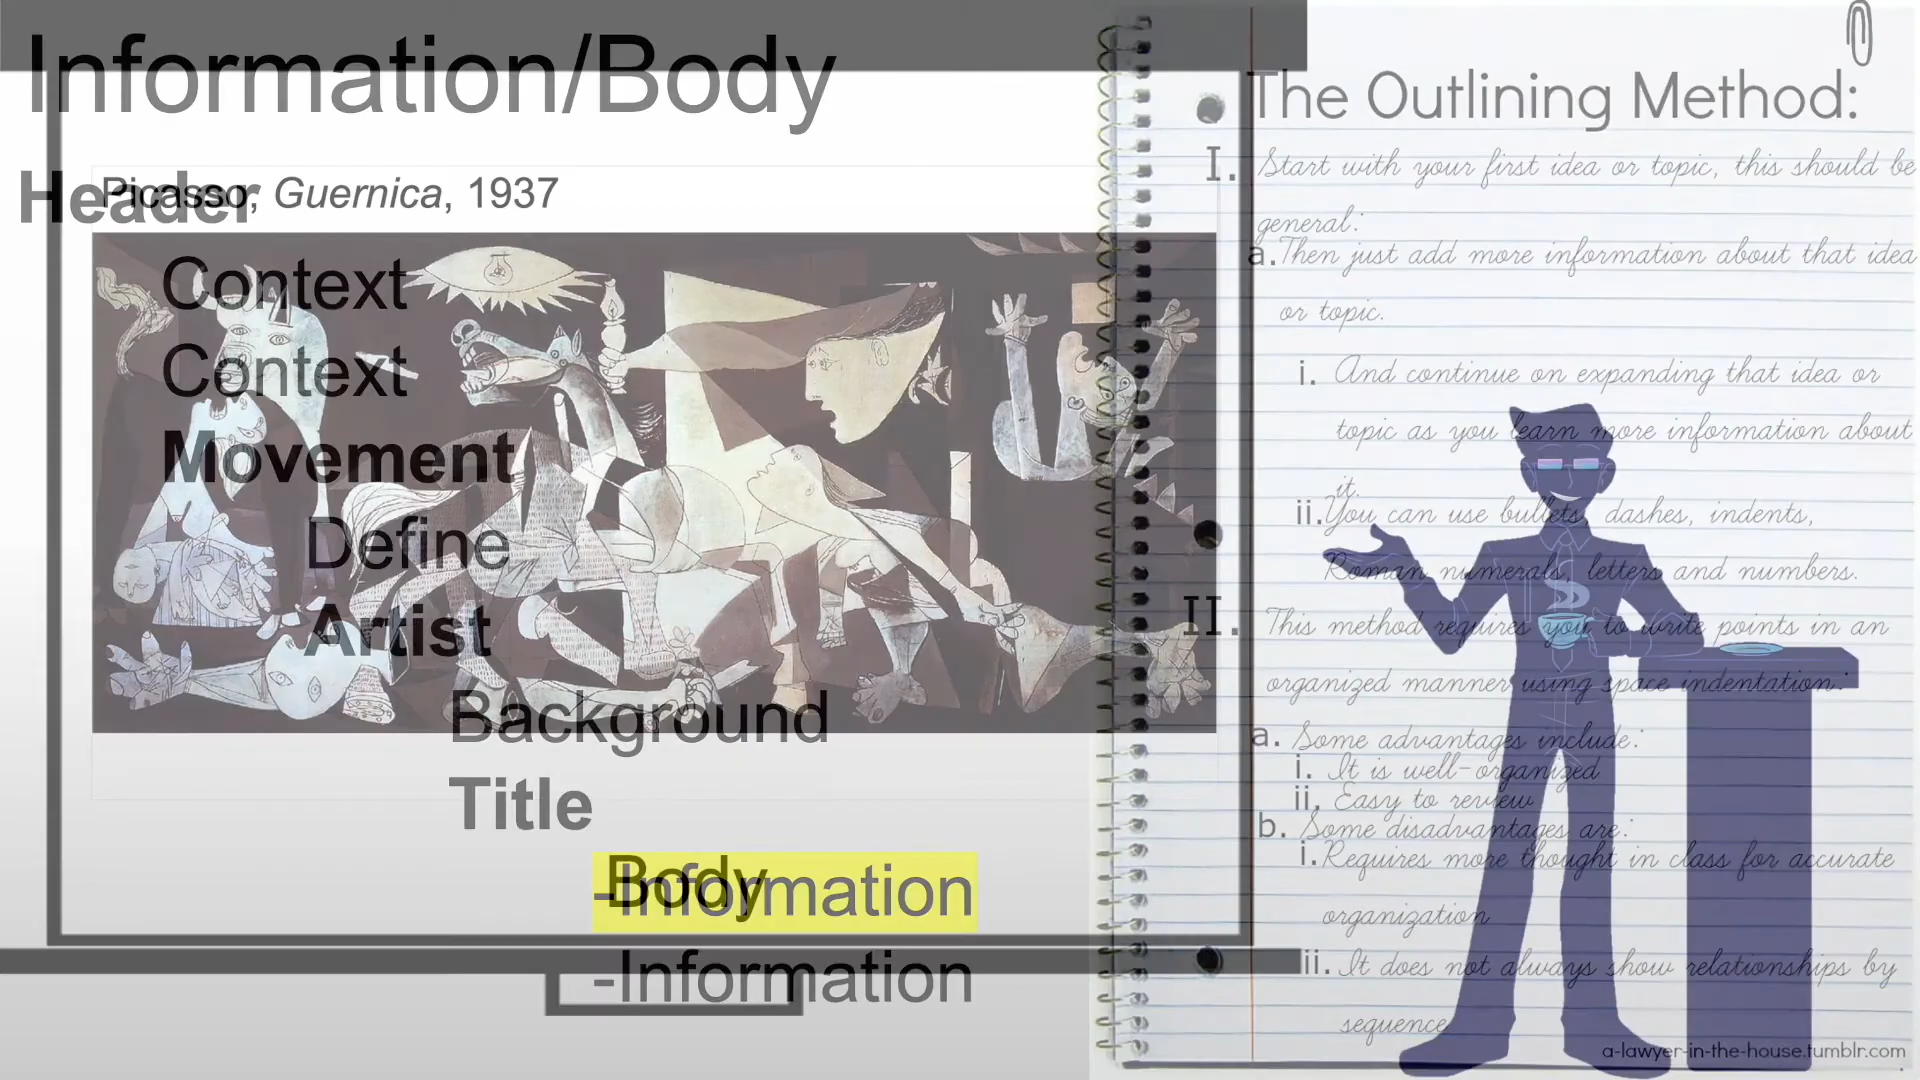 Information/Body
Header
Picasso, Guernica, 1937
Context
Context
Movement
Define
Artist
Background
Title
Body
-Information
-Information
The Outlining Method:
I. Start with your first idea or topic, this should be
general:
a. Then just add more information about that idea
or topic.
i. And continue on expanding that idea or
topic as you learn more information about
it.
ii. You can use bullets, dashes, indents,
Roman numerals, letters and numbers.
II. This method requires you to write points in an
organized manner using space indentation:
a. Some advantages include:
i. It is well-organized
ii. Easy to review
b. Some disadvantages are:
i. Requires more thought in class for accurate
organization
ii. It does not always show relationships by
sequence
a-lawyer-in-the-house.tumblr.com